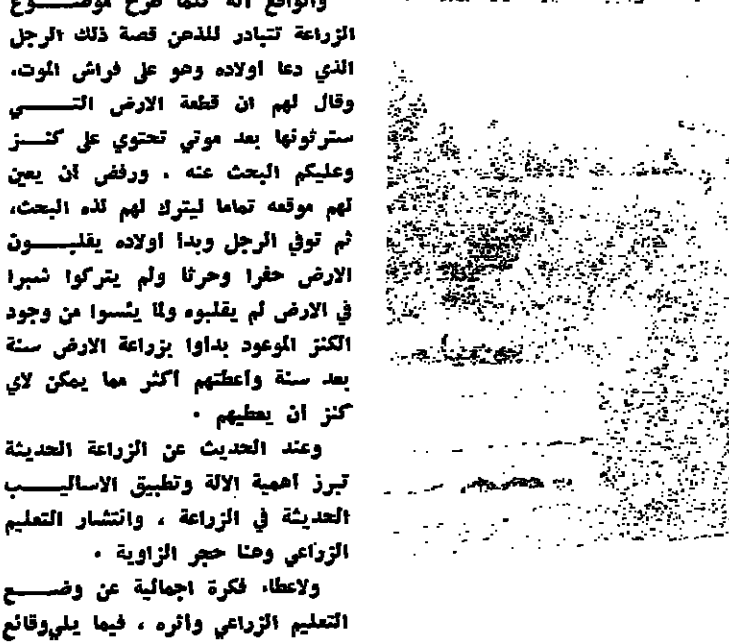 والواقع انه كلما طرح موضوع
الزراعة تتبادر للذهن قصة ذلك الرجل
الذي دعا اولاده وهو على فراش الموت،
وقال لهم ان قطعة الارض التي
سترثونها بعد موتي تحتوي على كنز
وعليكم البحث عنه . ورفض ان يعين
لهم موقعه تماما ليترك لهم لذه البحث،
ثم توفي الرجل وبدأ اولاده يقلبون
الارض حفرا وحرثا ولم يتركوا شبرا
في الارض لم يقلبوه ولما يئسوا من وجود
الكنز الموعود بداوا بزراعة الارض سنة
بعد سنة وأعطتهم اكثر مما يمكن لاي
كنز ان يعطيهم .
وعند الحديث عن الزراعة الحديثة
تبرز اهمية الالة وتطبيق الاساليب
الحديثة في الزراعة ، وانتشار التعليم
الزراعي وهنا حجر الزاوية .
ولاعطاء فكرة اجمالية عن وضع
التعليم الزراعي وأثره ، فيما يلي وقائع